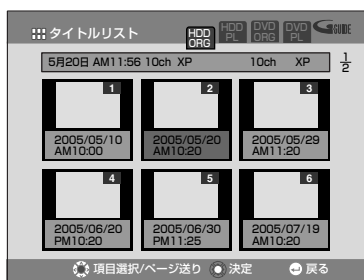 タイトルリスト
HDD ORG
HDD PL
DVD ORG
DVD PL
G GUIDE
5月20日 AM11:56 10ch XP 10ch XP
1/2
1
2005/05/10
AM10:00
2
2005/05/20
AM10:20
3
2005/05/29
AM11:20
4
2005/06/20
PM10:20
5
2005/06/30
PM11:25
6
2005/07/19
AM10:20
項目選択/ページ送り 決定 戻る